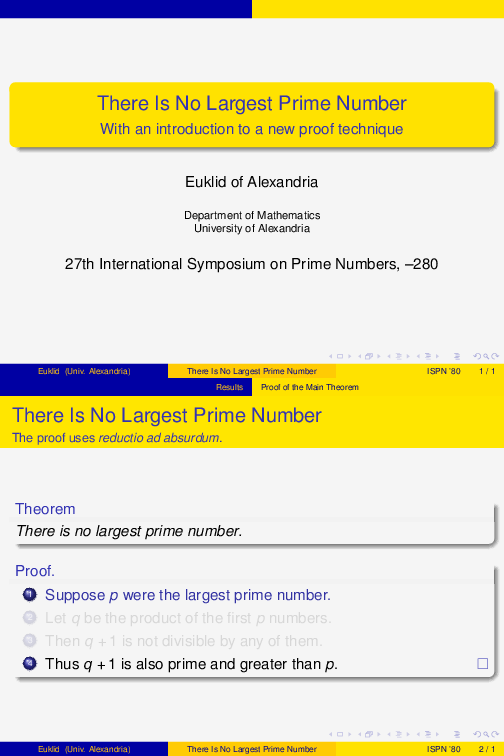 There Is No Largest Prime Number
With an introduction to a new proof technique
Euklid of Alexandria
Department of Mathematics
University of Alexandria
27th International Symposium on Prime Numbers, –280
Euklid (Univ. Alexandria) There Is No Largest Prime Number ISPN '80 1 / 1
Results Proof of the Main Theorem
There Is No Largest Prime Number
The proof uses reductio ad absurdum.
Theorem
There is no largest prime number.
Proof.
Suppose p were the largest prime number.
Let q be the product of the first p numbers.
Then q + 1 is not divisible by any of them.
Thus q + 1 is also prime and greater than p.
Euklid (Univ. Alexandria) There Is No Largest Prime Number ISPN '80 2 / 1